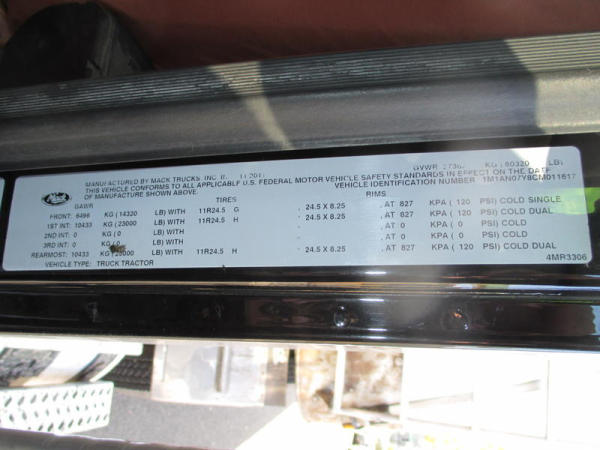 Mack
MANUFACTURED BY MACK TRUCKS, INC
GVWR KG ( 60320 LB)
THIS VEHICLE CONFORMS TO ALL APPLICABLE U.S. FEDERAL MOTOR VEHICLE SAFETY STANDARDS IN EFFECT ON THE DATE
OF MANUFACTURE SHOWN ABOVE. VEHICLE IDENTIFICATION NUMBER 1M1AN07Y8CM011617
GAWR TIRES RIMS
FRONT: 6496 KG ( 14320 LB) WITH 11R24.5 G - 24.5 X 8.25 , AT 827 KPA ( 120 PSI) COLD SINGLE
1ST INT: 10433 KG ( 23000 LB) WITH 11R24.5 H - 24.5 X 8.25 , AT 827 KPA ( 120 PSI) COLD DUAL
2ND INT: 0 KG ( 0 LB) WITH - , AT 0 KPA ( 0 PSI) COLD
3RD INT: 0 KG ( 0 LB) WITH - , AT 0 KPA ( 0 PSI) COLD
REARMOST: 10433 KG ( 23000 LB) WITH 11R24.5 H - 24.5 X 8.25 , AT 827 KPA ( 120 PSI) COLD DUAL
VEHICLE TYPE: TRUCK TRACTOR 4MR3306